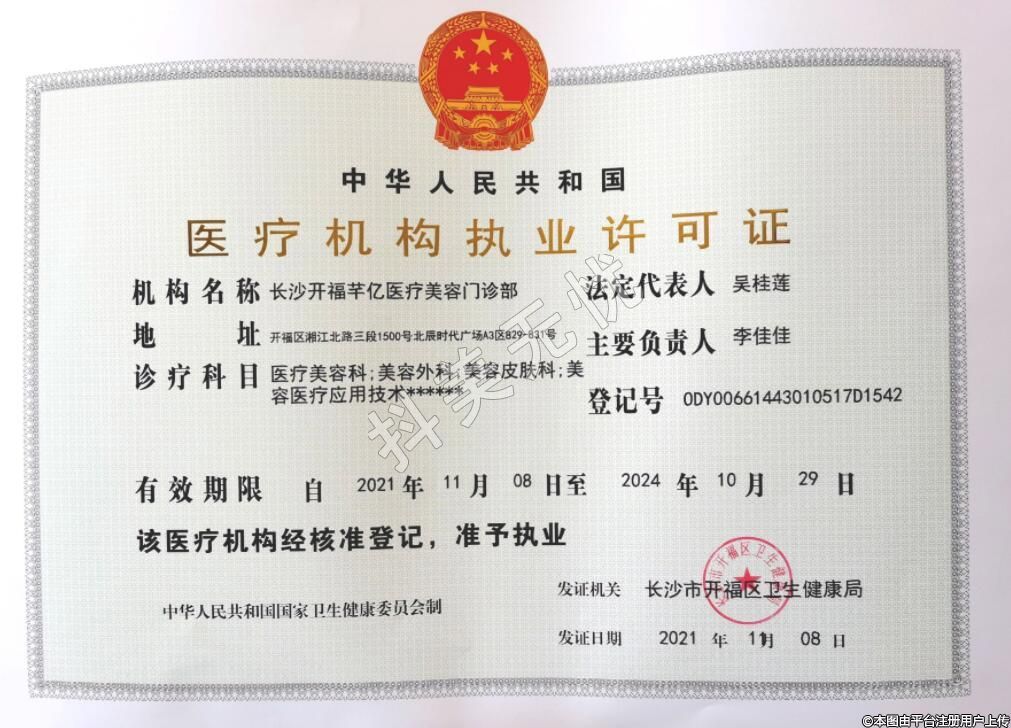 中华人民共和国
医疗机构执业许可证
机构名称 长沙开福芊亿医疗美容门诊部
法定代表人 吴桂莲
地址 开福区湘江北路三段1500号北辰时代广场A3区829-831号
主要负责人 李佳佳
诊疗科目 医疗美容科;美容外科;美容皮肤科;美
容医疗应用技术******
登记号 0DY00661443010517D1542
抖美无忧
有效期限 自 2021 年 11 月 08 日至 2024 年 10 月 29 日
该医疗机构经核准登记，准予执业
发证机关 长沙市开福区卫生健康局
中华人民共和国国家卫生健康委员会制
发证日期 2021 年 11月 08 日
©本图由平台注册用户上传